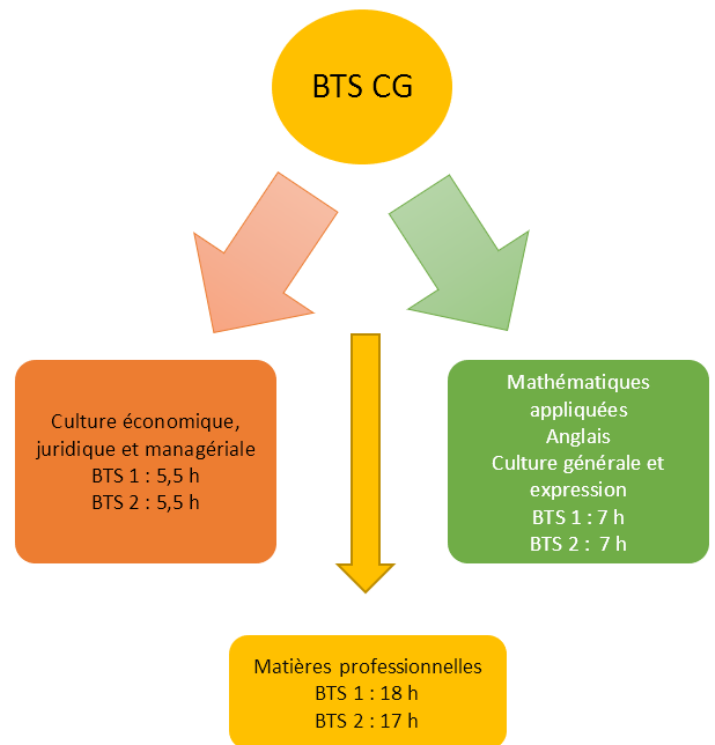 BTS CG
Culture économique,
juridique et managériale
BTS 1 : 5,5 h
BTS 2 : 5,5 h
Mathématiques
appliquées
Anglais
Culture générale et
expression
BTS 1 : 7 h
BTS 2 :  7 h
Matières professionnelles
BTS 1 : 18 h
BTS 2 : 17 h